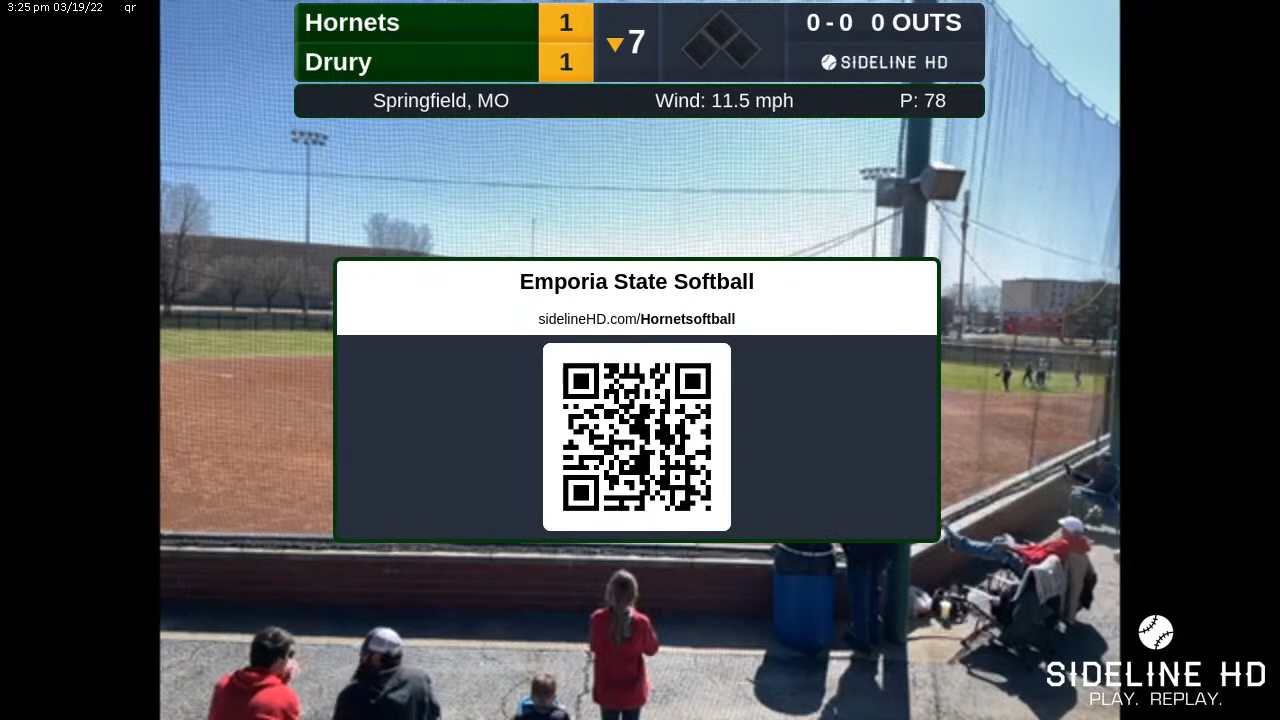 3:25 pm 03/19/22 qr
Hornets 1
Drury 1
7
0 - 0 0 OUTS
SIDELINE HD
Springfield, MO Wind: 11.5 mph P: 78
Emporia State Softball
sidelineHD.com/Hornetsoftball
SIDELINE HD
PLAY. REPLAY.